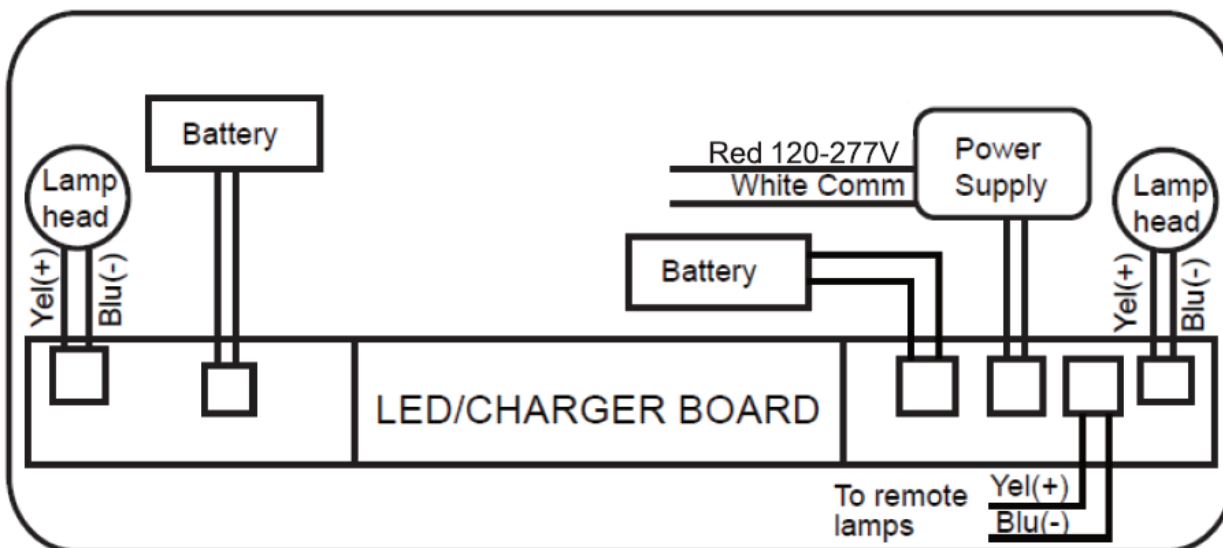 Battery
Lamp
head
Yel(+)
Blu(-)
Red 120-277V
White Comm
Power
Supply
Battery
Lamp
head
Yel(+)
Blu(-)
LED/CHARGER BOARD
To remote
lamps
Yel(+)
Blu(-)